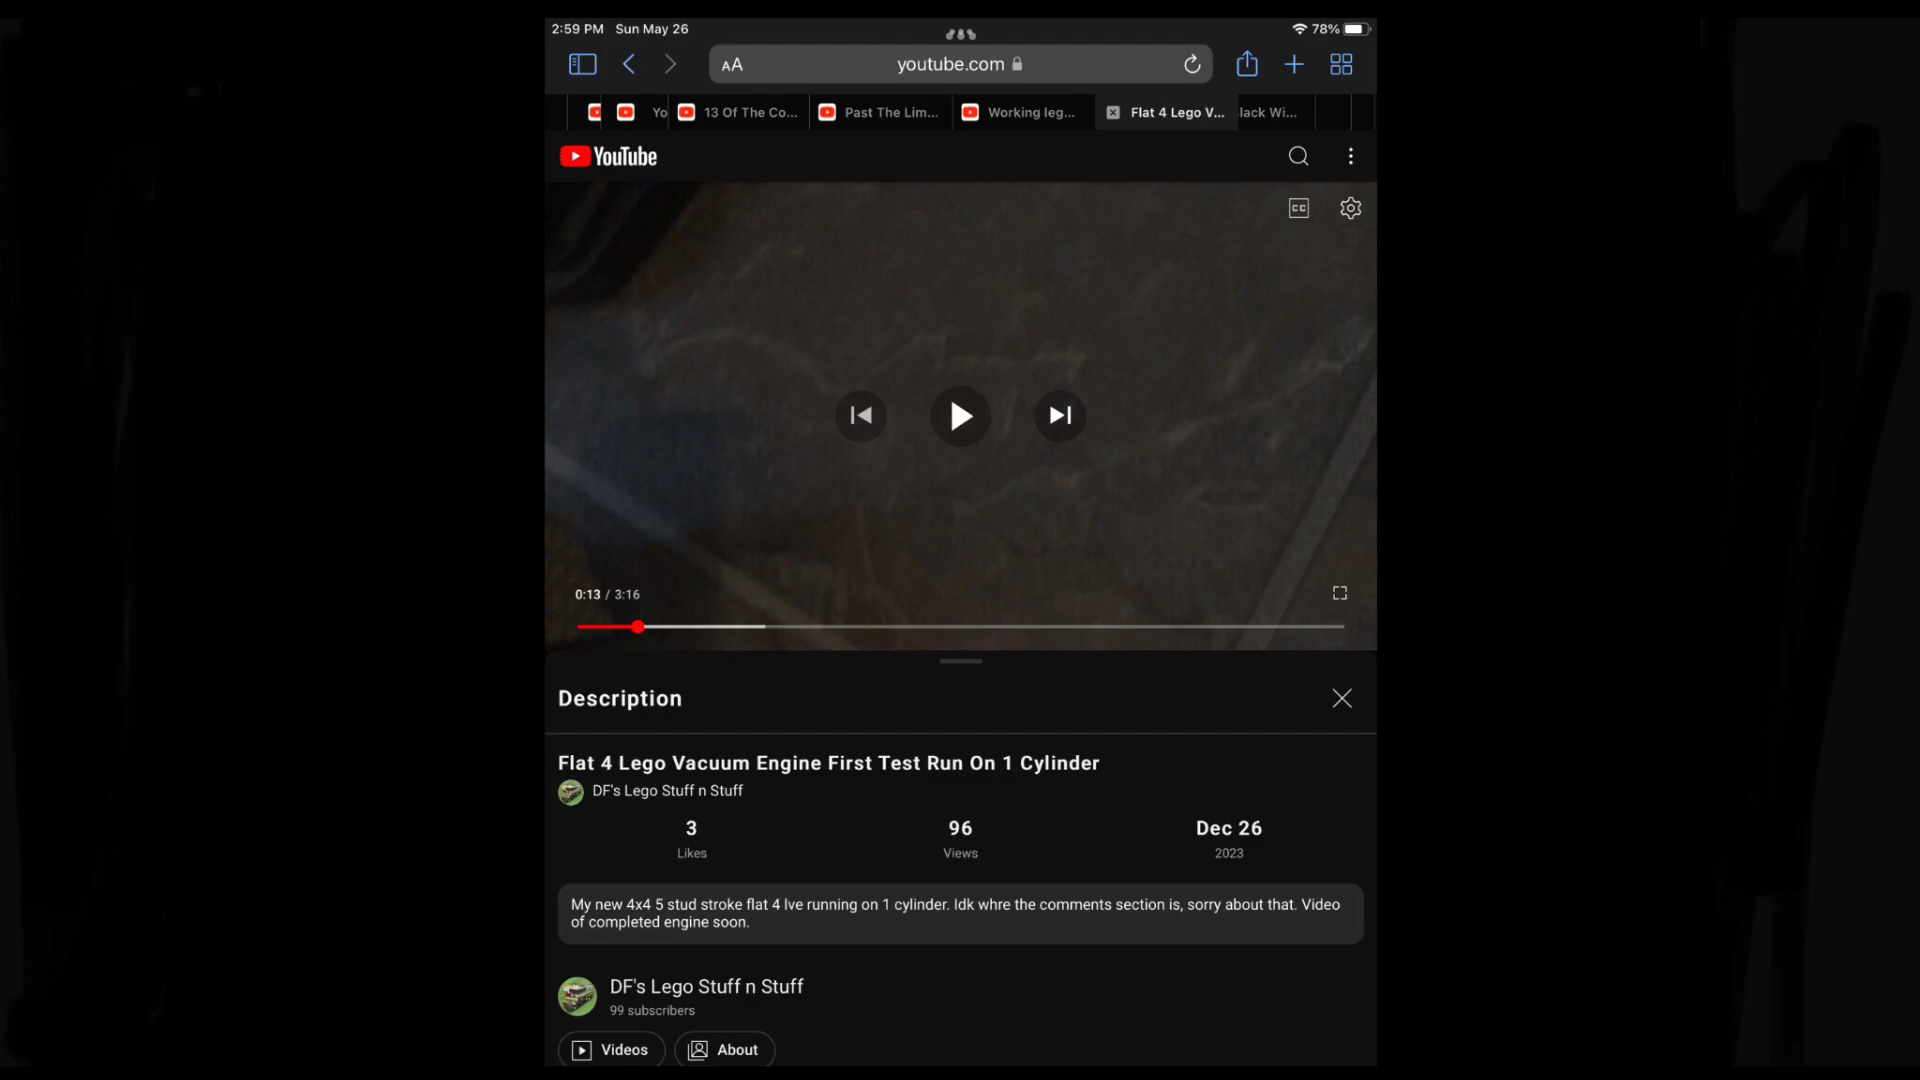 2:59 PM Sun May 26 78%
AA youtube.com
Yo 13 Of The Co... Past The Lim... Working leg... Flat 4 Lego V... lack Wi...
YouTube
CC
0:13 / 3:16
Description
Flat 4 Lego Vacuum Engine First Test Run On 1 Cylinder
DF's Lego Stuff n Stuff
3 96 Dec 26
Likes Views 2023
My new 4x4 5 stud stroke flat 4 lve running on 1 cylinder. Idk whre the comments section is, sorry about that. Video
of completed engine soon.
DF's Lego Stuff n Stuff
99 subscribers
Videos About